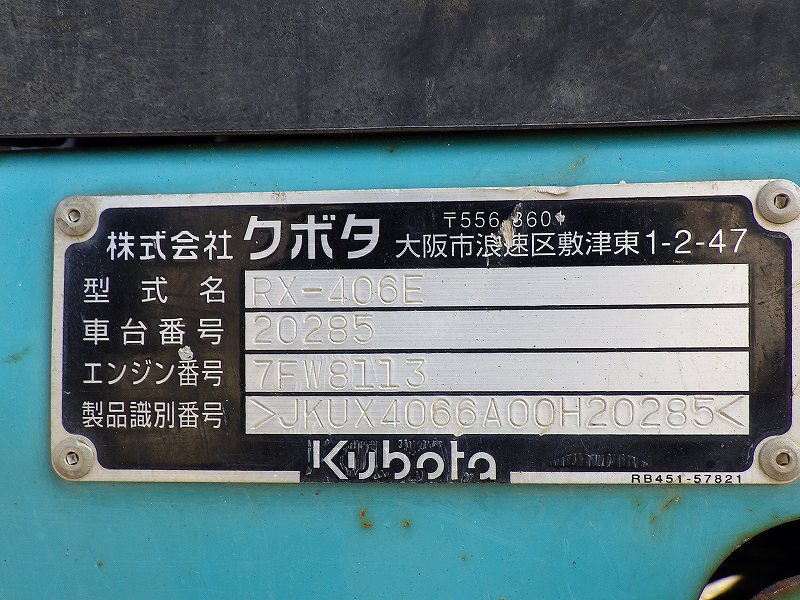 株式会社 クボタ 〒556-8601
大阪市浪速区敷津東1-2-47
型式名 RX-406E
車台番号 20285
エンジン番号 7FW8113
製品識別番号 >JKUX4066A00H20285<
Kubota
RB451-57821